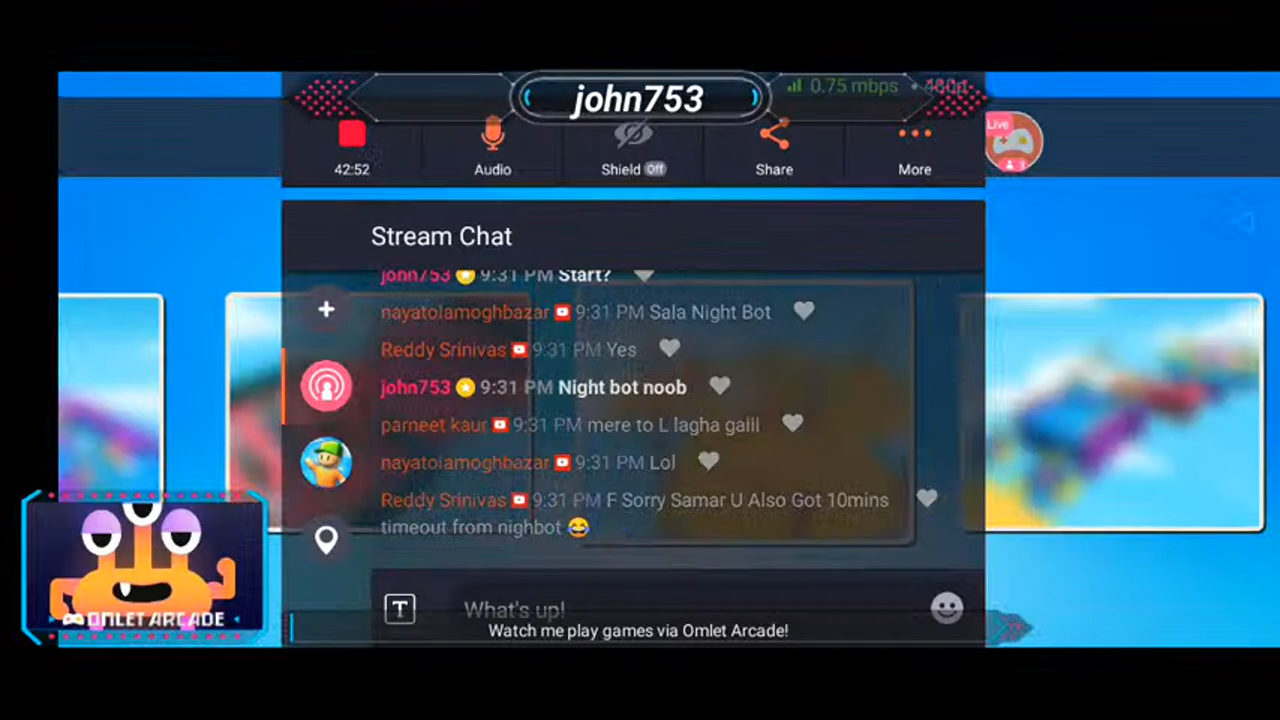 john753
0.75 mbps • 480p
Live
3
42:52
Audio
Shield Off
Share
More
Stream Chat
john753 9:31 PM Start?
nayatolamoghbazar 9:31 PM Sala Night Bot
Reddy Srinivas 9:31 PM Yes
john753 9:31 PM Night bot noob
parneet kaur 9:31 PM mere to L lagha gaiii
nayatolamoghbazar 9:31 PM Lol
Reddy Srinivas 9:31 PM F Sorry Samar U Also Got 10mins
timeout from nighbot 😂
OMLET ARCADE
T
What's up!
Watch me play games via Omlet Arcade!